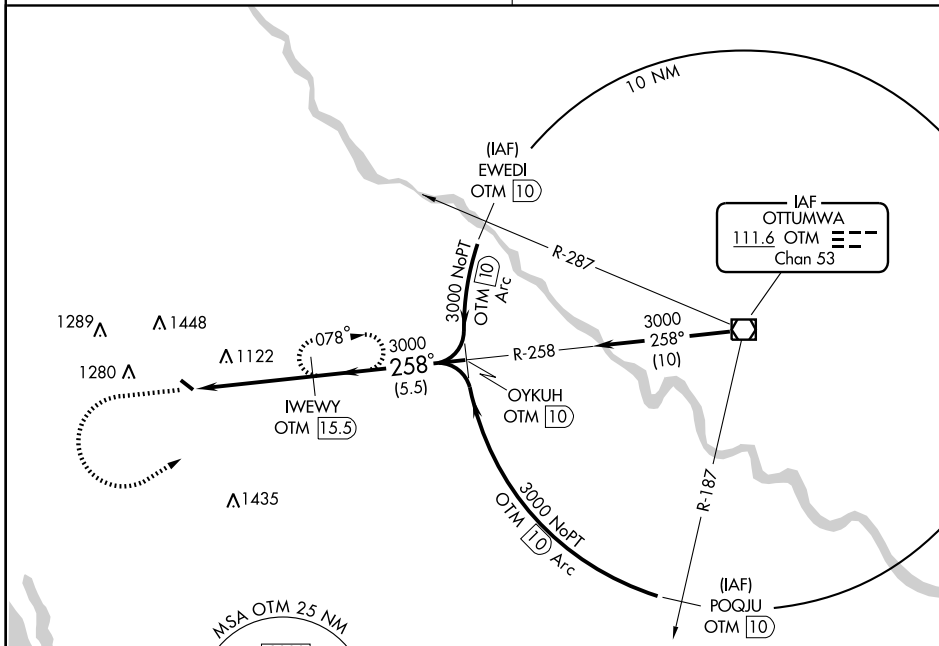 10 NM
(IAF)
EWEDI
OTM 10
IAF
OTTUMWA
111.6 OTM
Chan 53
R-287
3000 NoPT
OTM 10
Arc
1289
1448
078°
3000
258°
(5.5)
R-258
3000
258°
(10)
1280
1122
OYKUH
OTM 10
IWEWY
OTM 15.5
R-187
1435
3000 NoPT
OTM 10 Arc
(IAF)
POQJU
OTM 10
MSA OTM 25 NM